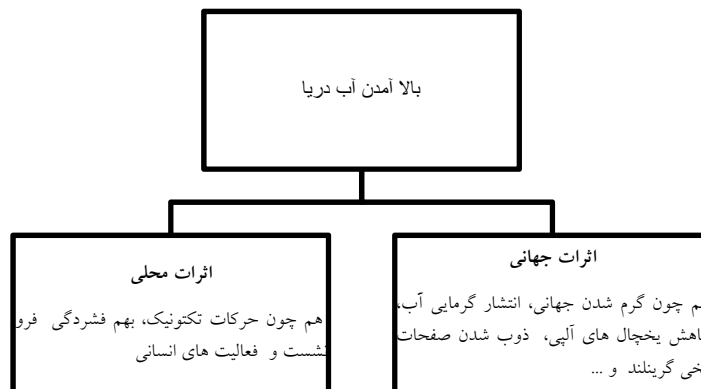 بالا آمدن آب دریا
اثرات جهانی
هم چون گرم شدن جهانی، انتشار گرمایی آب،
کاهش یخچال های آلپی، ذوب شدن صفحات
یخی گرینلند و ...
اثرات محلی
هم چون حرکات تکتونیک، بهم فشردگی فرو
نشست و فعالیت های انسانی